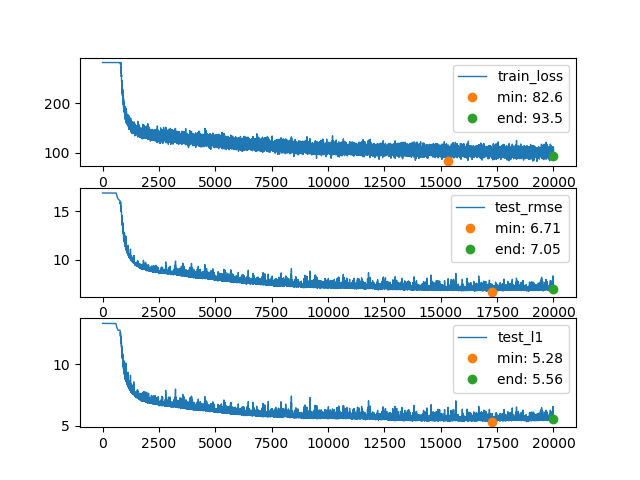 train_loss
min: 82.6
end: 93.5
200
100
0 2500 5000 7500 10000 12500 15000 17500 20000
test_rmse
min: 6.71
end: 7.05
15
10
0 2500 5000 7500 10000 12500 15000 17500 20000
test_l1
min: 5.28
end: 5.56
10
5
0 2500 5000 7500 10000 12500 15000 17500 20000